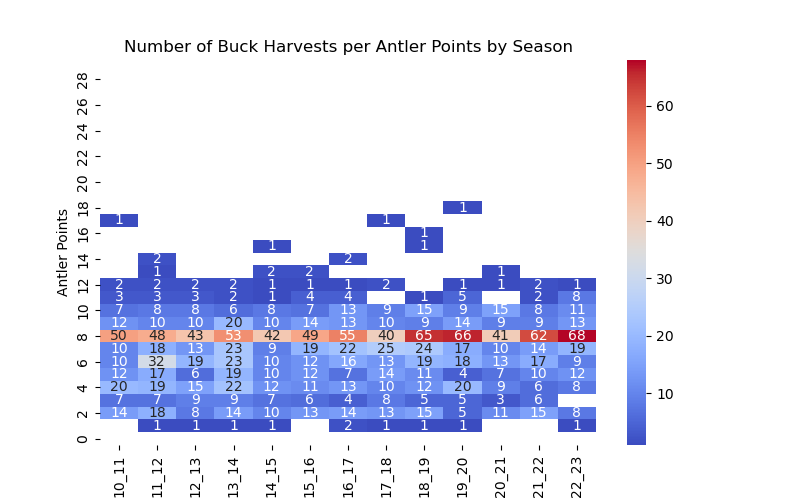 Number of Buck Harvests per Antler Points by Season
Antler Points
28
26
24
22
20
18 1
1 1
16 1
1 1
14 2 2
1 2 2 1
12 2 2 2 2 1 1 1 2 1 1 2 1
3 3 3 2 1 4 4 1 5 2 8
10 7 8 8 6 8 7 13 9 15 9 15 8 11
12 10 10 20 10 14 13 10 9 14 9 9 13
8 50 48 43 53 42 49 55 40 65 66 41 62 68
10 18 13 23 9 19 22 25 24 17 10 14 19
6 10 32 19 23 10 12 16 13 19 18 13 17 9
12 17 6 19 10 12 7 14 11 4 7 10 12
4 20 19 15 22 12 11 13 10 12 20 9 6 8
7 7 9 9 7 6 4 8 5 5 3 6
2 14 18 8 14 10 13 14 13 15 5 11 15 8
1 1 1 1 2 1 1 1 1
0
10_11 11_12 12_13 13_14 14_15 15_16 16_17 17_18 18_19 19_20 20_21 21_22 22_23
60
50
40
30
20
10